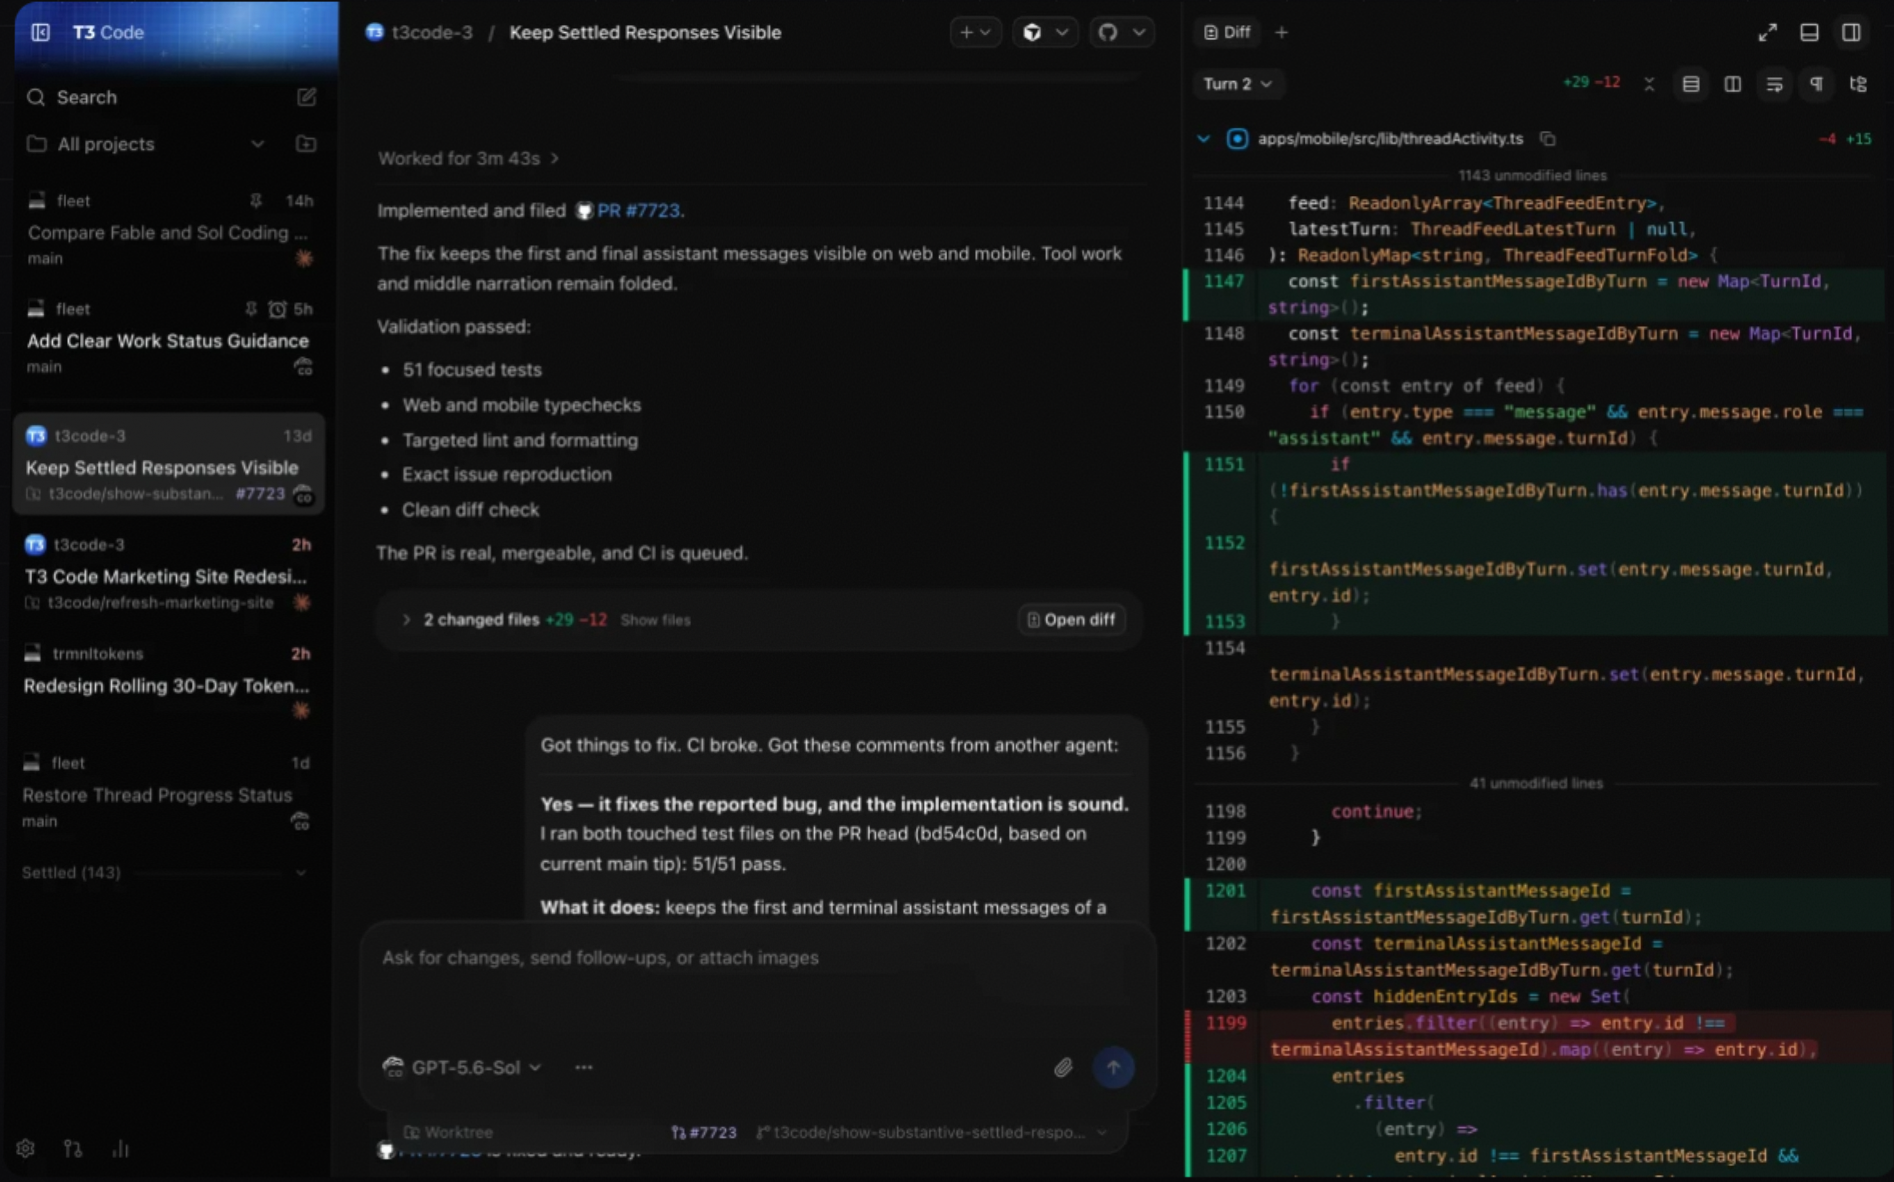 T3 Code
Search
All projects
fleet 14h
Compare Fable and Sol Coding ...
main
fleet 5h
Add Clear Work Status Guidance
main
T3 t3code-3 13d
Keep Settled Responses Visible
t3code/show-substan... #7723
T3 t3code-3 2h
T3 Code Marketing Site Redesi...
t3code/refresh-marketing-site
trmnltokens 2h
Redesign Rolling 30-Day Token...
fleet 1d
Restore Thread Progress Status
main
Settled (143)
T3 t3code-3 / Keep Settled Responses Visible
Worked for 3m 43s >
Implemented and filed PR #7723.
The fix keeps the first and final assistant messages visible on web and mobile. Tool work
and middle narration remain folded.
Validation passed:
• 51 focused tests
• Web and mobile typechecks
• Targeted lint and formatting
• Exact issue reproduction
• Clean diff check
The PR is real, mergeable, and CI is queued.
2 changed files +29 −12 Show files
Open diff
Got things to fix. CI broke. Got these comments from another agent:
Yes — it fixes the reported bug, and the implementation is sound.
I ran both touched test files on the PR head (bd54c0d, based on
current main tip): 51/51 pass.
What it does: keeps the first and terminal assistant messages of a
Ask for changes, send follow-ups, or attach images
GPT-5.6-Sol
Worktree
#7723
t3code/show-substantive-settled-respo...
Diff
Turn 2
+29 −12
apps/mobile/src/lib/threadActivity.ts
−4 +15
1143 unmodified lines
1144 feed: ReadonlyArray<ThreadFeedEntry>,
1145 latestTurn: ThreadFeedLatestTurn | null,
1146 ): ReadonlyMap<string, ThreadFeedTurnFold> {
1147 const firstAssistantMessageIdByTurn = new Map<TurnId,
string>();
1148 const terminalAssistantMessageIdByTurn = new Map<TurnId,
string>();
1149 for (const entry of feed) {
1150 if (entry.type === "message" && entry.message.role ===
"assistant" && entry.message.turnId) {
1151 if
(!firstAssistantMessageIdByTurn.has(entry.message.turnId))
{
1152
firstAssistantMessageIdByTurn.set(entry.message.turnId,
entry.id);
1153 }
1154
terminalAssistantMessageIdByTurn.set(entry.message.turnId,
entry.id);
1155 }
1156 }
41 unmodified lines
1198 continue;
1199 }
1200
1201 const firstAssistantMessageId =
firstAssistantMessageIdByTurn.get(turnId);
1202 const terminalAssistantMessageId =
terminalAssistantMessageIdByTurn.get(turnId);
1203 const hiddenEntryIds = new Set(
1199 entries.filter((entry) => entry.id !==
terminalAssistantMessageId).map((entry) => entry.id),
1204 entries
1205 .filter(
1206 (entry) =>
1207 entry.id !== firstAssistantMessageId &&